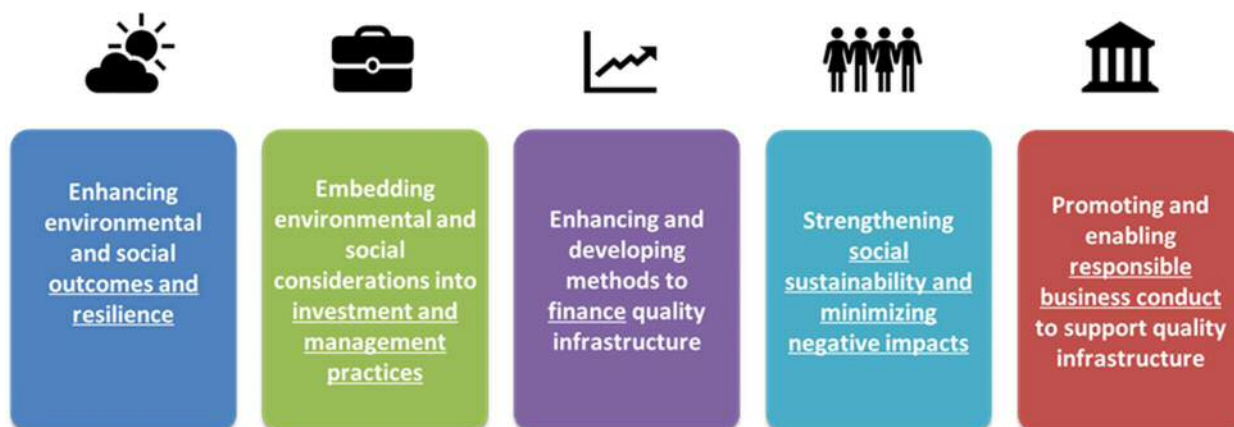 Enhancing
environmental
and social
outcomes and
resilience
Embedding
environmental and
social
considerations into
investment and
management
practices
Enhancing and
developing
methods to
finance quality
infrastructure
Strengthening
social
sustainability and
minimizing
negative impacts
Promoting and
enabling
responsible
business conduct
to support quality
infrastructure